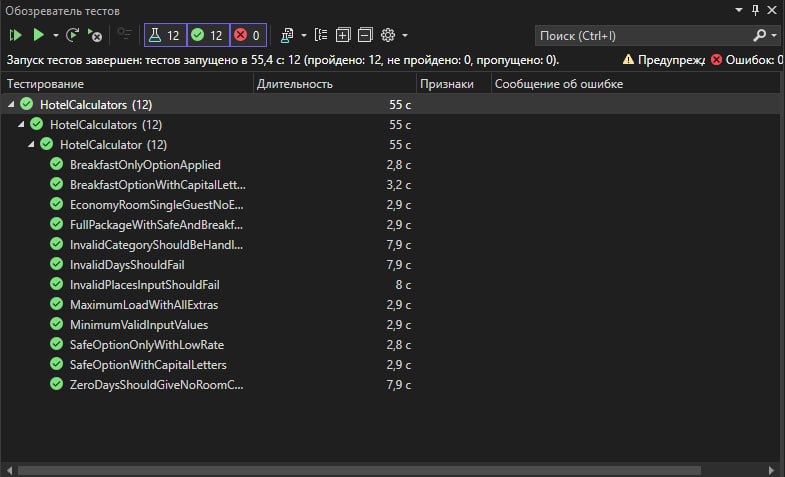 Обозреватель тестов
12 12 0 Поиск (Ctrl+I)
Запуск тестов завершен: тестов запущено в 55,4 с: 12 (пройдено: 12, не пройдено: 0, пропущено: 0). Предупрежд Ошибок: 0
Тестирование Длительность Признаки Сообщение об ошибке
HotelCalculators (12) 55 с
HotelCalculators (12) 55 с
HotelCalculator (12) 55 с
BreakfastOnlyOptionApplied 2,8 с
BreakfastOptionWithCapitalLett... 3,2 с
EconomyRoomSingleGuestNoE... 2,9 с
FullPackageWithSafeAndBreakf... 2,9 с
InvalidCategoryShouldBeHandl... 7,9 с
InvalidDaysShouldFail 7,9 с
InvalidPlacesInputShouldFail 8 с
MaximumLoadWithAllExtras 2,9 с
MinimumValidInputValues 2,9 с
SafeOptionOnlyWithLowRate 2,8 с
SafeOptionWithCapitalLetters 2,9 с
ZeroDaysShouldGiveNoRoomC... 7,9 с